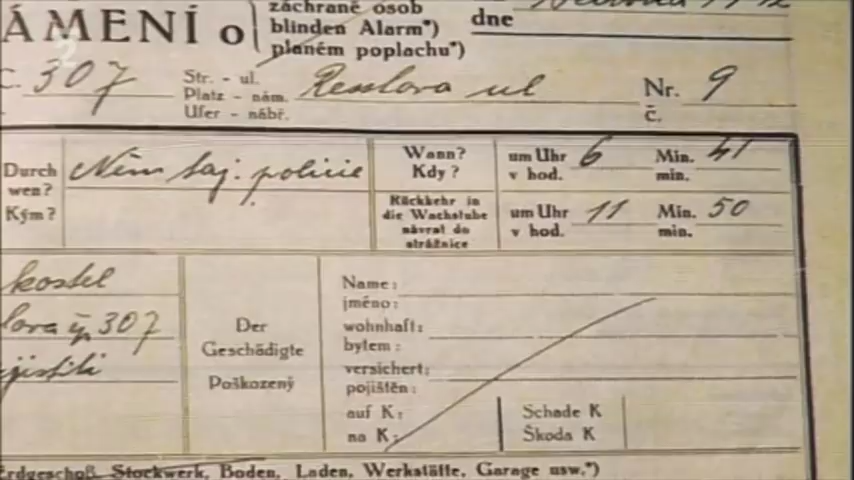 záchraně osob
ÁMENÍ o blinden Alarm*) dne
planém poplachu*)
2
č. 307 Str. - ul. Resslova ul Nr. 9
Platz - nám.
Ufer - nábř. č.
Durch wen? Něm taj. policie Wann? um Uhr 6 Min. 41
Kdy? v hod. min.
Kým? Rückkehr in die Wachstube um Uhr 11 Min. 50
návrat do strážnice v hod. min.
kostel Name:
jméno:
lova čp 307 Der wohnhaft:
Geschädigte bytem:
jistili Poškozený versichert:
pojištěn:
auf K: Schade K
na K: Škoda K
Erdgeschoß, Stockwerk, Boden, Laden, Werkstätte, Garage usw.*)